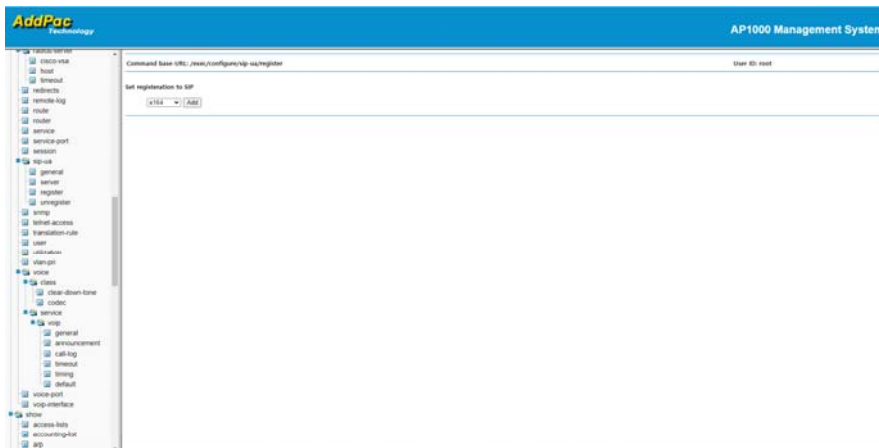 AddPac
Technology
AP1000 Management System
radius-server
cisco-vsa
host
timeout
redirects
remote-log
route
router
service
service-port
session
sip-ua
general
server
register
unregister
snmp
telnet-access
translation-rule
user
utilization
vlan-pri
voice
class
clear-down-tone
codec
service
voip
general
announcement
call-log
timeout
timing
default
voice-port
voip-interface
show
access-lists
accounting-list
arp
Command base URL: /exec/configure/sip-ua/register
User ID: root
Set registeration to SIP
e164
Add